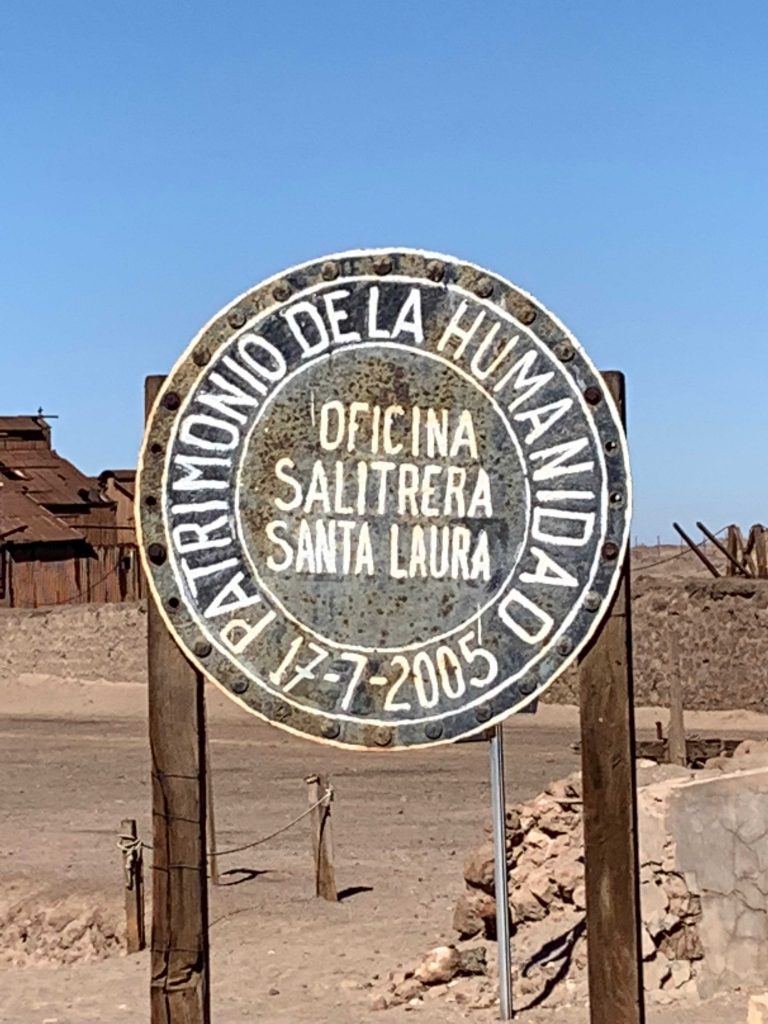 PATRIMONIO DE LA HUMANIDAD
OFICINA
SALITRERA
SANTA LAURA
17-7-2005